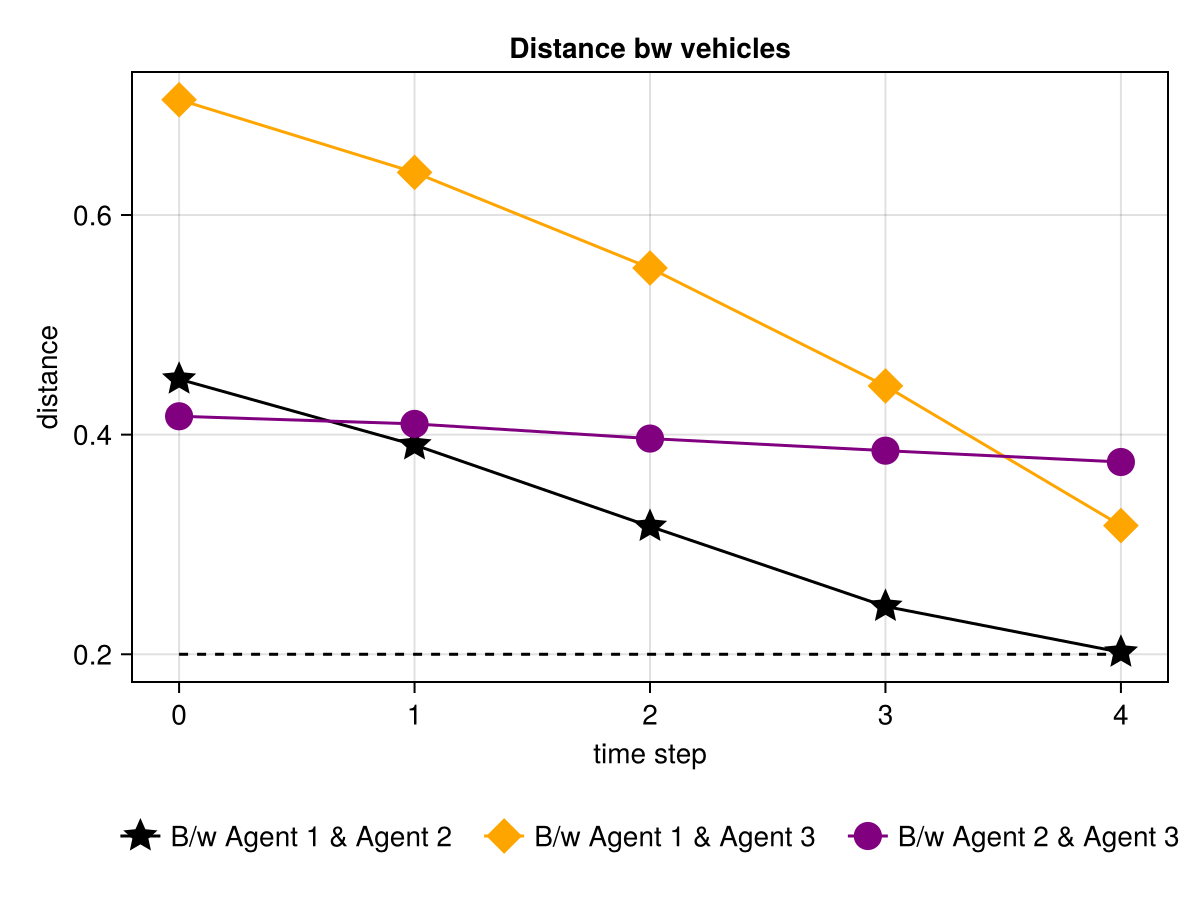 Distance bw vehicles
distance
0.6
0.4
0.2
0 1 2 3 4
time step
B/w Agent 1 & Agent 2 B/w Agent 1 & Agent 3 B/w Agent 2 & Agent 3